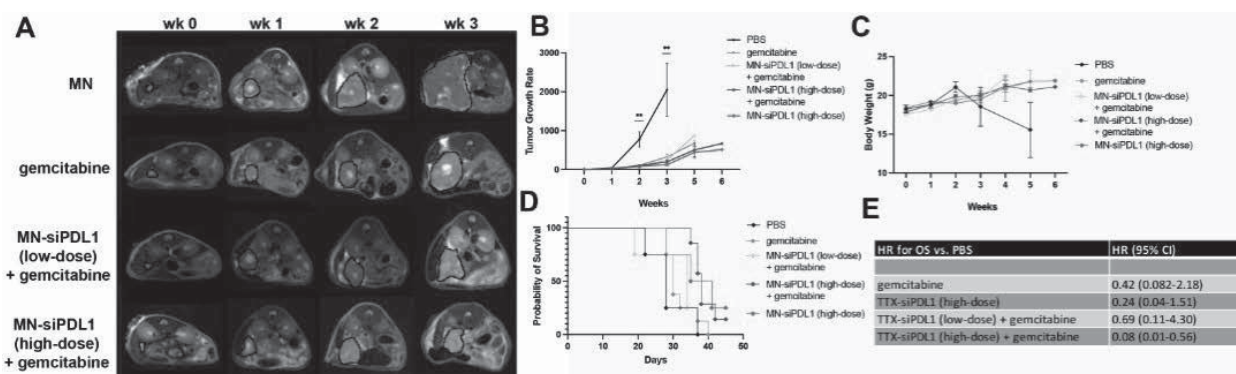 A
wk 0
wk 1
wk 2
wk 3
MN
gemcitabine
MN-siPDL1
(low-dose)
+ gemcitabine
MN-siPDL1
(high-dose)
+ gemcitabine
B
Tumor Growth Rate
3000
2000
1000
0
**
**
0 1 2 3 5 6
Weeks
PBS
gemcitabine
MN-siPDL1 (low-dose)
+ gemcitabine
MN-siPDL1 (high-dose)
+ gemcitabine
MN-siPDL1 (high-dose)
C
Body Weight (g)
25
20
15
10
0 1 2 3 4 5 6
Weeks
PBS
gemcitabine
MN-siPDL1 (low-dose)
+ gemcitabine
MN-siPDL1 (high-dose)
+ gemcitabine
MN-siPDL1 (high-dose)
D
Probability of Survival
100
50
0
0 10 20 30 40 50
Days
PBS
gemcitabine
MN-siPDL1 (low-dose)
+ gemcitabine
MN-siPDL1 (high-dose)
+ gemcitabine
MN-siPDL1 (high-dose)
E
HR for OS vs. PBS HR (95% CI)
gemcitabine 0.42 (0.082-2.18)
TTX-siPDL1 (high-dose) 0.24 (0.04-1.51)
TTX-siPDL1 (low-dose) + gemcitabine 0.69 (0.11-4.30)
TTX-siPDL1 (high-dose) + gemcitabine 0.08 (0.01-0.56)